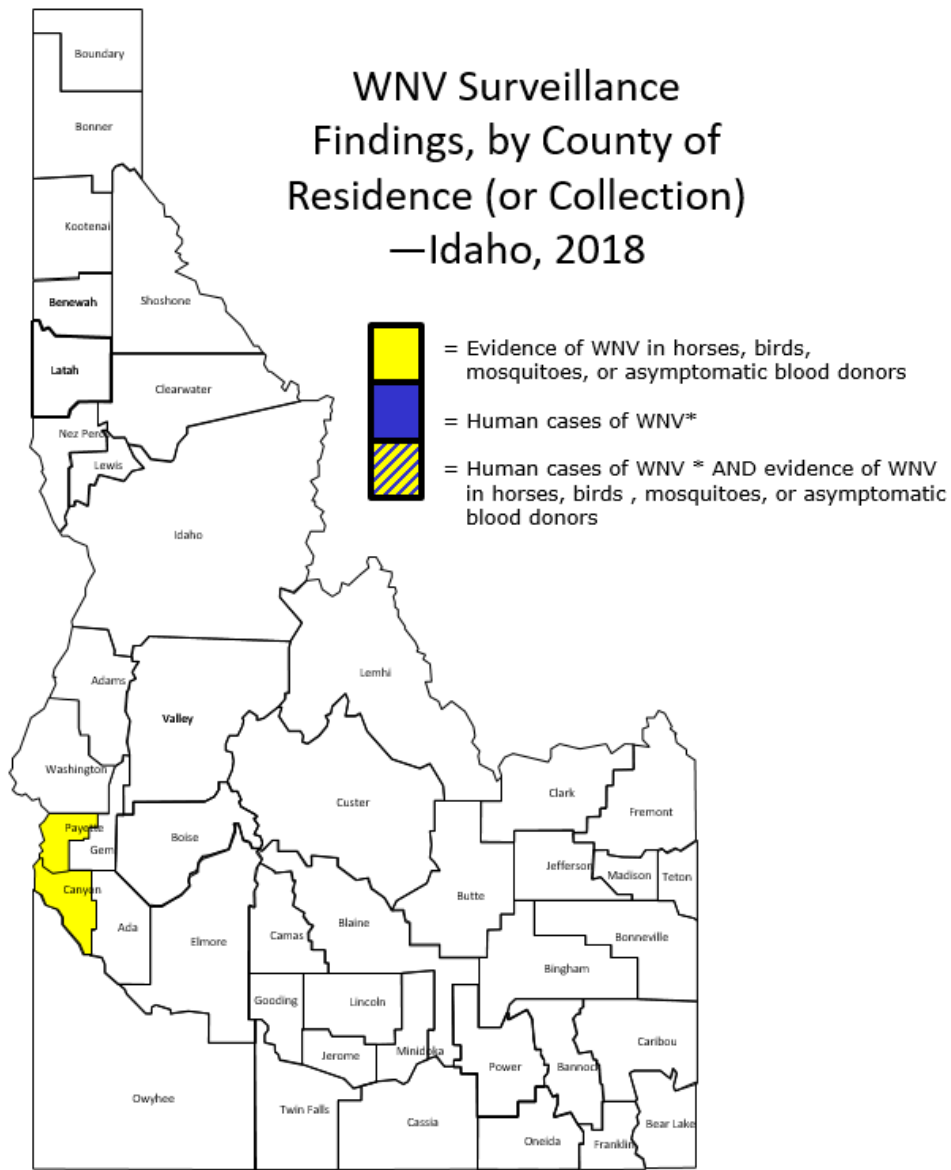 WNV Surveillance
Findings, by County of
Residence (or Collection)
—Idaho, 2018
= Evidence of WNV in horses, birds,
mosquitoes, or asymptomatic blood donors
= Human cases of WNV*
= Human cases of WNV * AND evidence of WNV
in horses, birds , mosquitoes, or asymptomatic
blood donors
Boundary
Bonner
Kootenai
Benewah
Shoshone
Latah
Clearwater
Nez Perc
Lewis
Idaho
Lemhi
Adams
Valley
Washington
Custer
Clark
Fremont
Payette
Gem
Boise
Jefferson
Madison
Teton
Canyon
Butte
Ada
Elmore
Camas
Blaine
Bonneville
Bingham
Gooding
Lincoln
Caribou
Jerome
Minidoka
Power
Bannock
Owyhee
Twin Falls
Cassia
Oneida
Franklin
Bear Lake